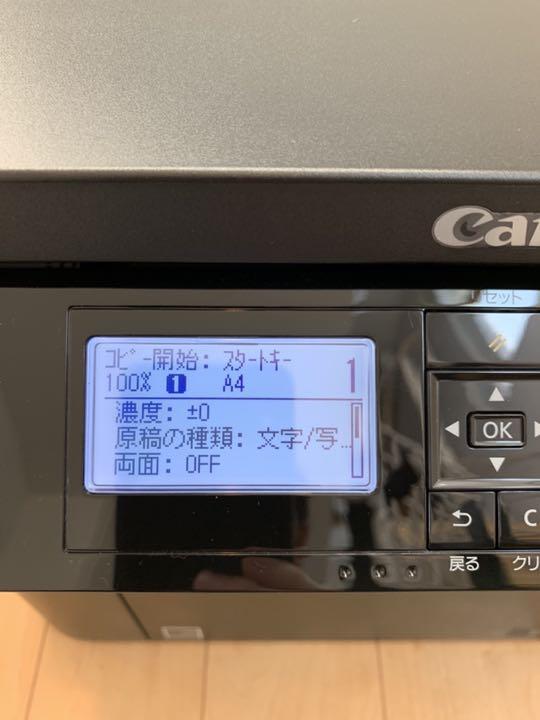 Can
リセット
コピー開始: スタートキー
100% 1 A4 1
濃度: ±0
原稿の種類: 文字/写…
両面: OFF
OK
C
戻る クリ